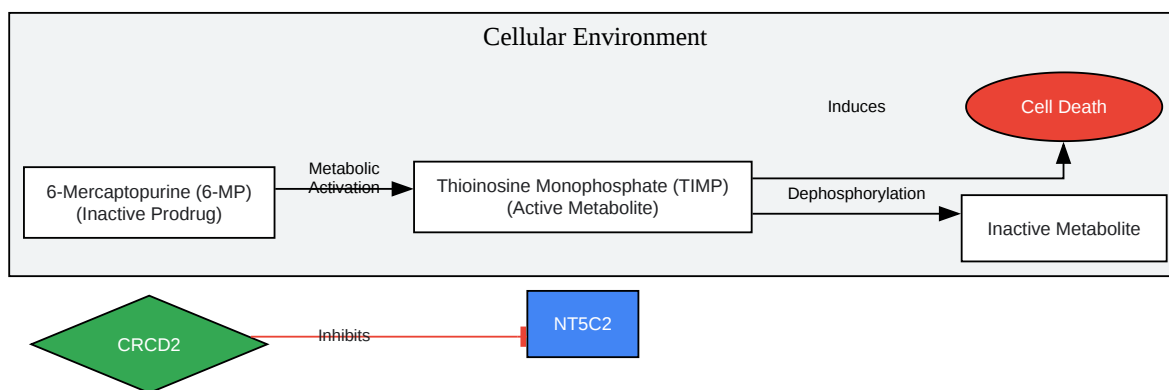 Cellular Environment
Induces
Cell Death
Metabolic
Activation
6-Mercaptopurine (6-MP)
(Inactive Prodrug)
Thioinosine Monophosphate (TIMP)
(Active Metabolite)
Dephosphorylation
Inactive Metabolite
CRCD2
Inhibits
NT5C2